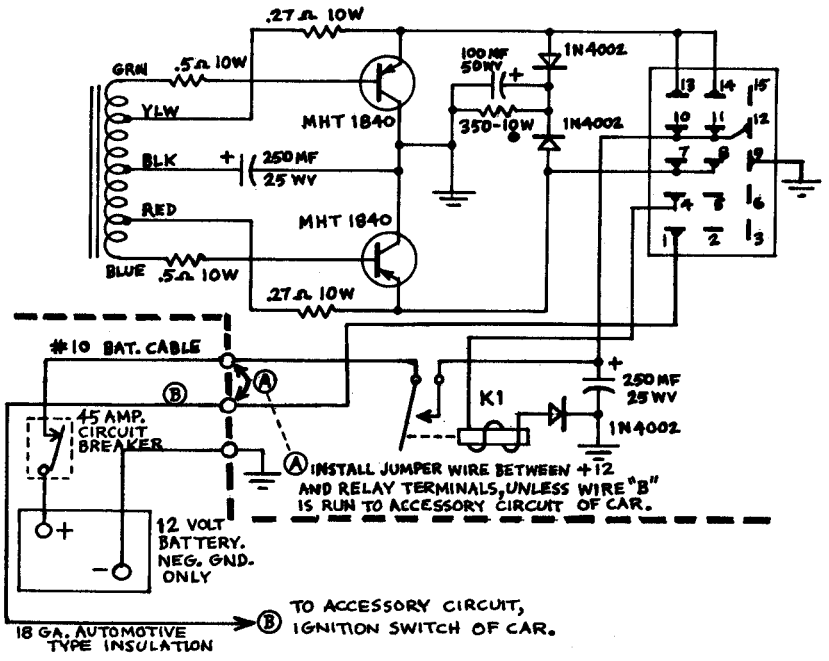 .27Ω 10W
GRN
.5Ω 10W
YLW
MHT 1840
BLK
+
250 MF
25 WV
RED
MHT 1840
BLUE
.5Ω 10W
.27Ω 10W
100 MF
50WV
+
350-10W
1N4002
1N4002
13 14 15
10 11 12
7 8 9
4 5 6
1 2 3
#10 BAT. CABLE
B
A
45 AMP.
CIRCUIT
BREAKER
K1
+
250 MF
25 WV
1N4002
A INSTALL JUMPER WIRE BETWEEN +12
AND RELAY TERMINALS, UNLESS WIRE "B"
IS RUN TO ACCESSORY CIRCUIT OF CAR.
+
-
12 VOLT
BATTERY.
NEG. GND.
ONLY
B TO ACCESSORY CIRCUIT,
IGNITION SWITCH OF CAR.
18 GA. AUTOMOTIVE
TYPE INSULATION